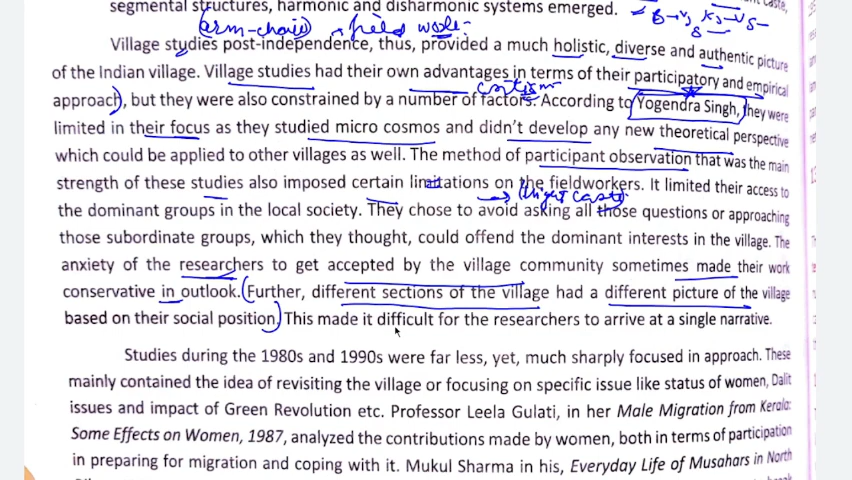 segmental structures, harmonic and disharmonic systems emerged.
(arm-chair) field work
Village studies post-independence, thus, provided a much holistic, diverse and authentic picture
of the Indian village. Village studies had their own advantages in terms of their participatory and empirical
approach, but they were also constrained by a number of factors. According to Yogendra Singh, they were
limited in their focus as they studied micro cosmos and didn't develop any new theoretical perspective
which could be applied to other villages as well. The method of participant observation that was the main
strength of these studies also imposed certain limitations on the fieldworkers. It limited their access to
the dominant groups in the local society. They chose to avoid asking all those questions or approaching
those subordinate groups, which they thought, could offend the dominant interests in the village. The
anxiety of the researchers to get accepted by the village community sometimes made their work
conservative in outlook. Further, different sections of the village had a different picture of the village
based on their social position. This made it difficult for the researchers to arrive at a single narrative.
Studies during the 1980s and 1990s were far less, yet, much sharply focused in approach. These
mainly contained the idea of revisiting the village or focusing on specific issue like status of women, Dalit
issues and impact of Green Revolution etc. Professor Leela Gulati, in her Male Migration from Kerala:
Some Effects on Women, 1987, analyzed the contributions made by women, both in terms of participation
in preparing for migration and coping with it. Mukul Sharma in his, Everyday Life of Musahars in North